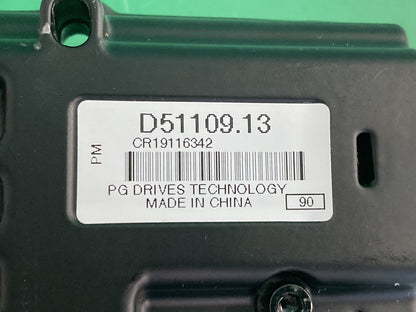 D51109.13
CR19116342
PM
PG DRIVES TECHNOLOGY
MADE IN CHINA
90